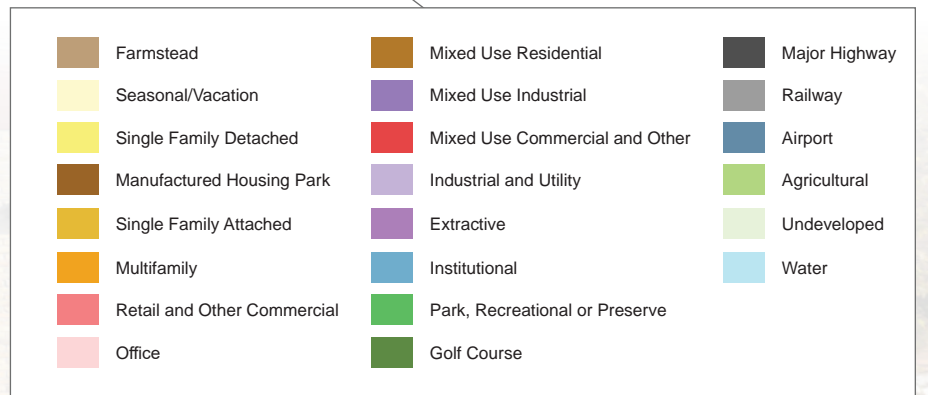 Farmstead
Seasonal/Vacation
Single Family Detached
Manufactured Housing Park
Single Family Attached
Multifamily
Retail and Other Commercial
Office
Mixed Use Residential
Mixed Use Industrial
Mixed Use Commercial and Other
Industrial and Utility
Extractive
Institutional
Park, Recreational or Preserve
Golf Course
Major Highway
Railway
Airport
Agricultural
Undeveloped
Water